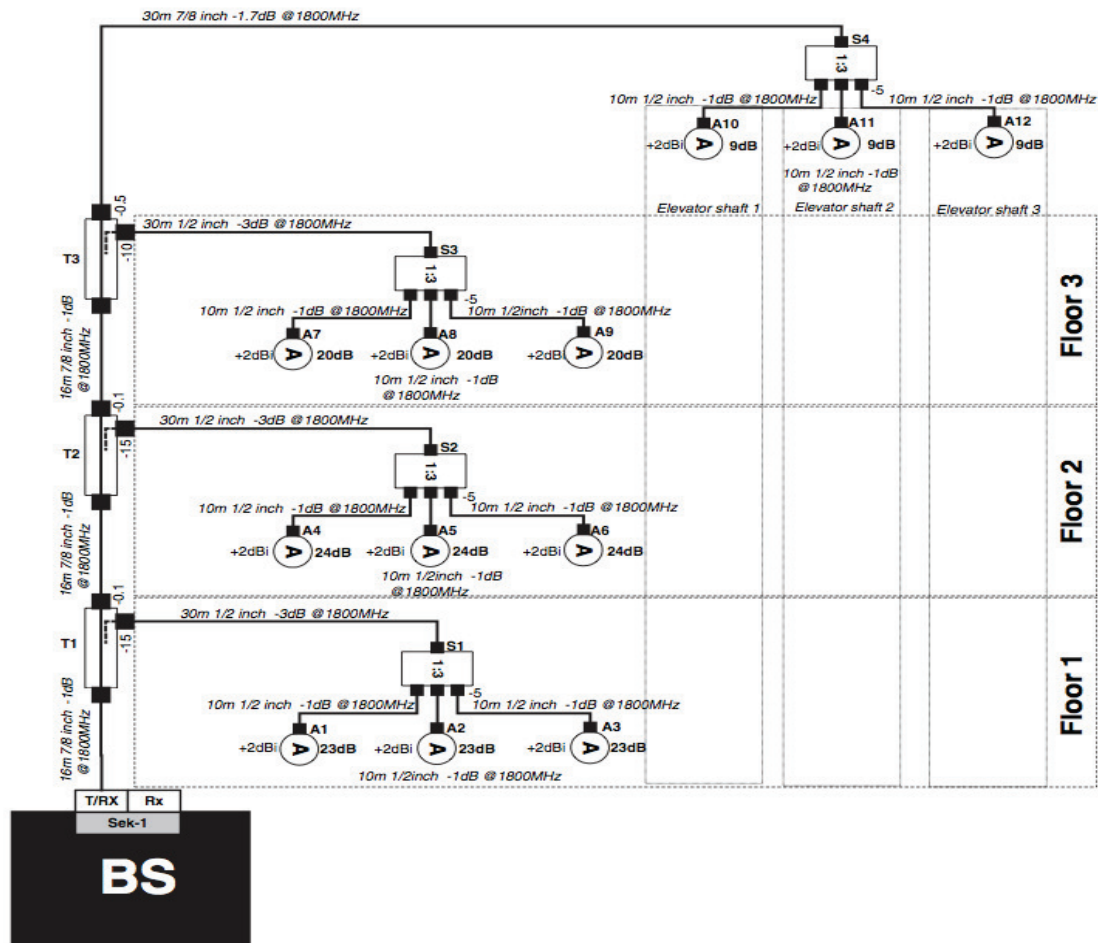 30m 7/8 inch -1.7dB @1800MHz
S4
1:3
-5
10m 1/2 inch -1dB @1800MHz
10m 1/2 inch -1dB @1800MHz
A10
+2dBi
A
9dB
A11
+2dBi
A
9dB
A12
+2dBi
A
9dB
10m 1/2 inch -1dB
@1800MHz
Elevator shaft 1
Elevator shaft 2
Elevator shaft 3
-0.5
T3
-10
30m 1/2 inch -3dB @1800MHz
S3
1:3
-5
10m 1/2 inch -1dB @1800MHz
10m 1/2inch -1dB @1800MHz
A7
+2dBi
A
20dB
A8
+2dBi
A
20dB
A9
+2dBi
A
20dB
10m 1/2 inch -1dB
@1800MHz
16m 7/8 inch -1dB
@1800MHz
Floor 3
-0.1
T2
-15
30m 1/2 inch -3dB @1800MHz
S2
1:3
-5
10m 1/2 inch -1dB @1800MHz
10m 1/2 inch -1dB @1800MHz
A4
+2dBi
A
24dB
A5
+2dBi
A
24dB
A6
+2dBi
A
24dB
10m 1/2inch -1dB
@1800MHz
16m 7/8 inch -1dB
@1800MHz
Floor 2
-0.1
T1
-15
30m 1/2 inch -3dB @1800MHz
S1
1:3
-5
10m 1/2 inch -1dB @1800MHz
10m 1/2 inch -1dB @1800MHz
A1
+2dBi
A
23dB
A2
+2dBi
A
23dB
A3
+2dBi
A
23dB
10m 1/2inch -1dB @1800MHz
16m 7/8 inch -1dB
@1800MHz
Floor 1
T/RX
Rx
Sek-1
BS